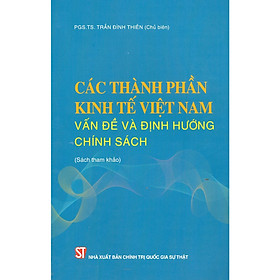 PGS.TS. TRẦN ĐÌNH THIÊN (Chủ biên)
CÁC THÀNH PHẦN
KINH TẾ VIỆT NAM
VẤN ĐỀ VÀ ĐỊNH HƯỚNG
CHÍNH SÁCH
(Sách tham khảo)
ST NHÀ XUẤT BẢN CHÍNH TRỊ QUỐC GIA SỰ THẬT